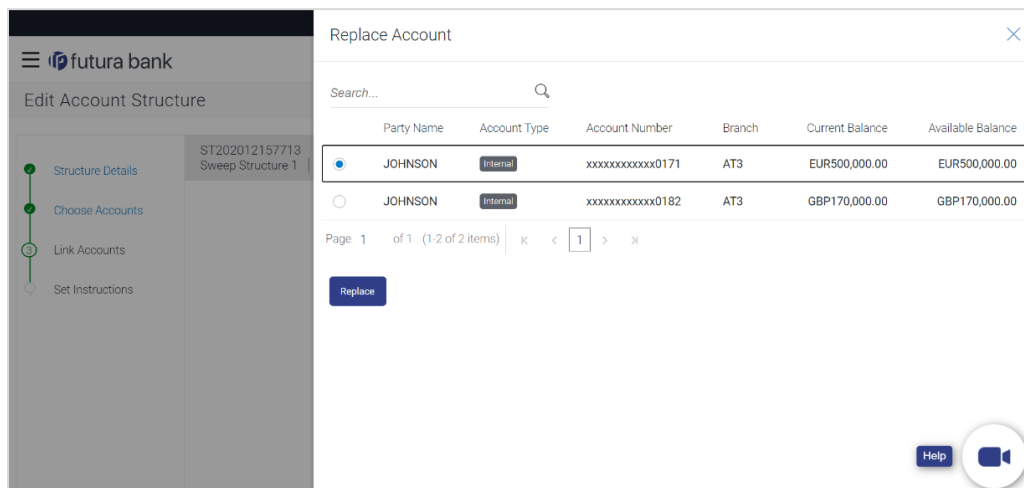 Replace Account
futura bank
Edit Account Structure
Search...
Party Name Account Type Account Number Branch Current Balance Available Balance
JOHNSON Internal xxxxxxxxxxxx0171 AT3 EUR500,000.00 EUR500,000.00
JOHNSON Internal xxxxxxxxxxxx0182 AT3 GBP170,000.00 GBP170,000.00
Page 1 of 1 (1-2 of 2 items) 1
Replace
ST202012157713
Sweep Structure 1
Structure Details
Choose Accounts
3 Link Accounts
Set Instructions
Help